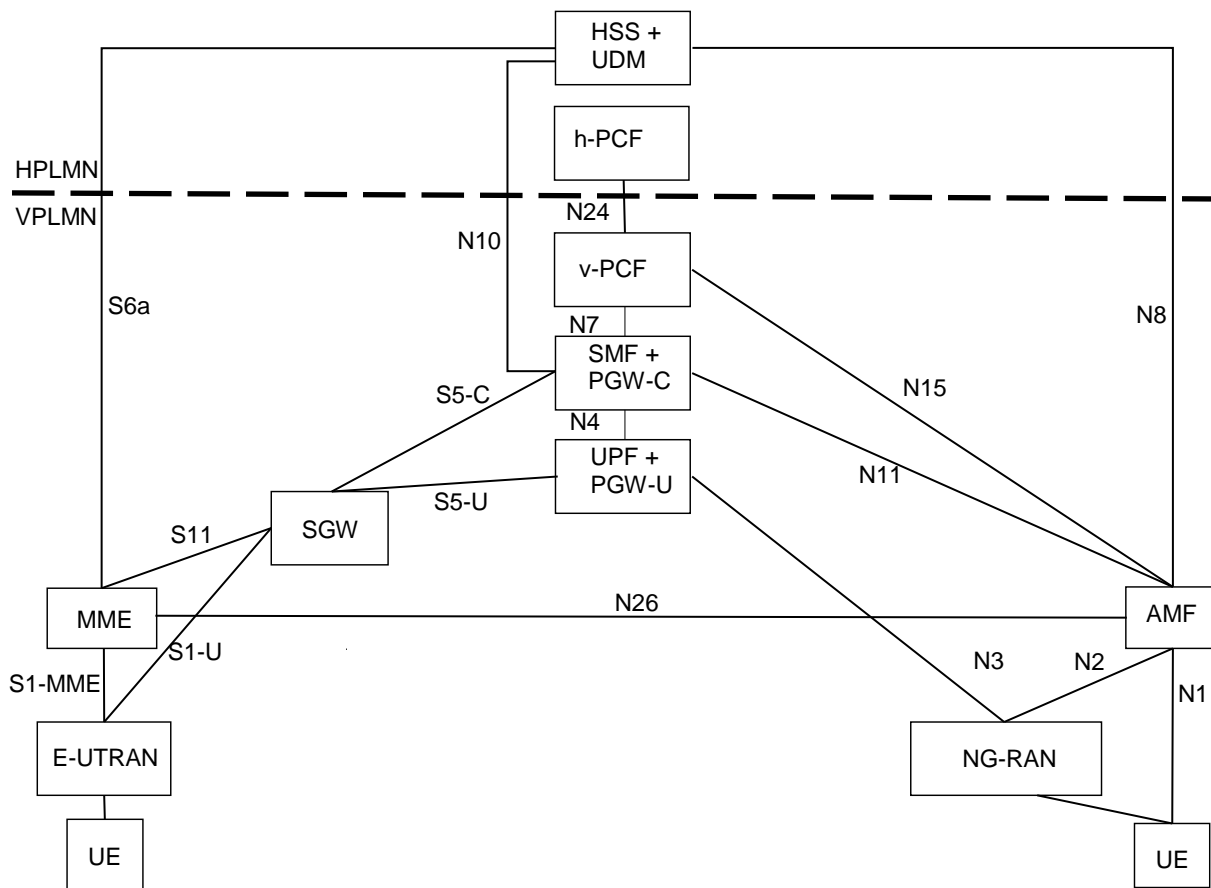 HSS +
UDM
h-PCF
HPLMN
VPLMN
N24
N10
v-PCF
S6a
N8
N7
SMF +
PGW-C
S5-C
N15
N4
UPF +
PGW-U
N11
S5-U
SGW
S11
MME
N26
AMF
S1-U
N3
N2
S1-MME
N1
E-UTRAN
NG-RAN
UE
UE